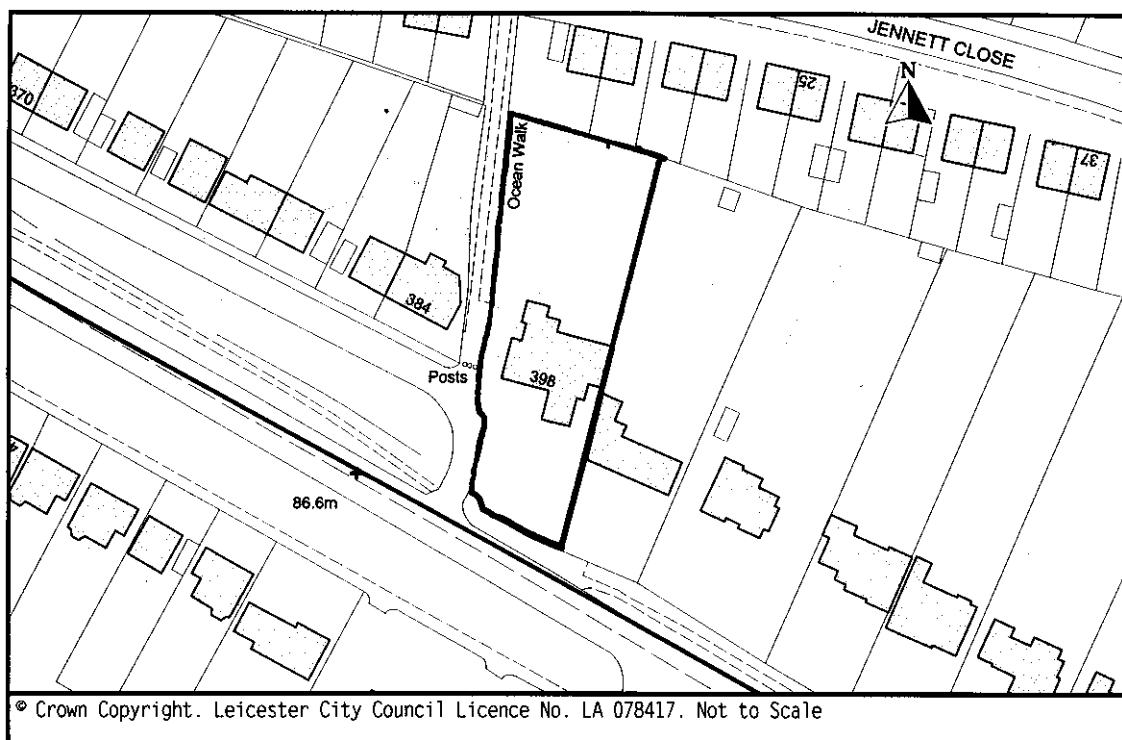 JENNETT CLOSE
N
370
25
37
Ocean Walk
384
398
Posts
86.6m
© Crown Copyright. Leicester City Council Licence No. LA 078417. Not to Scale